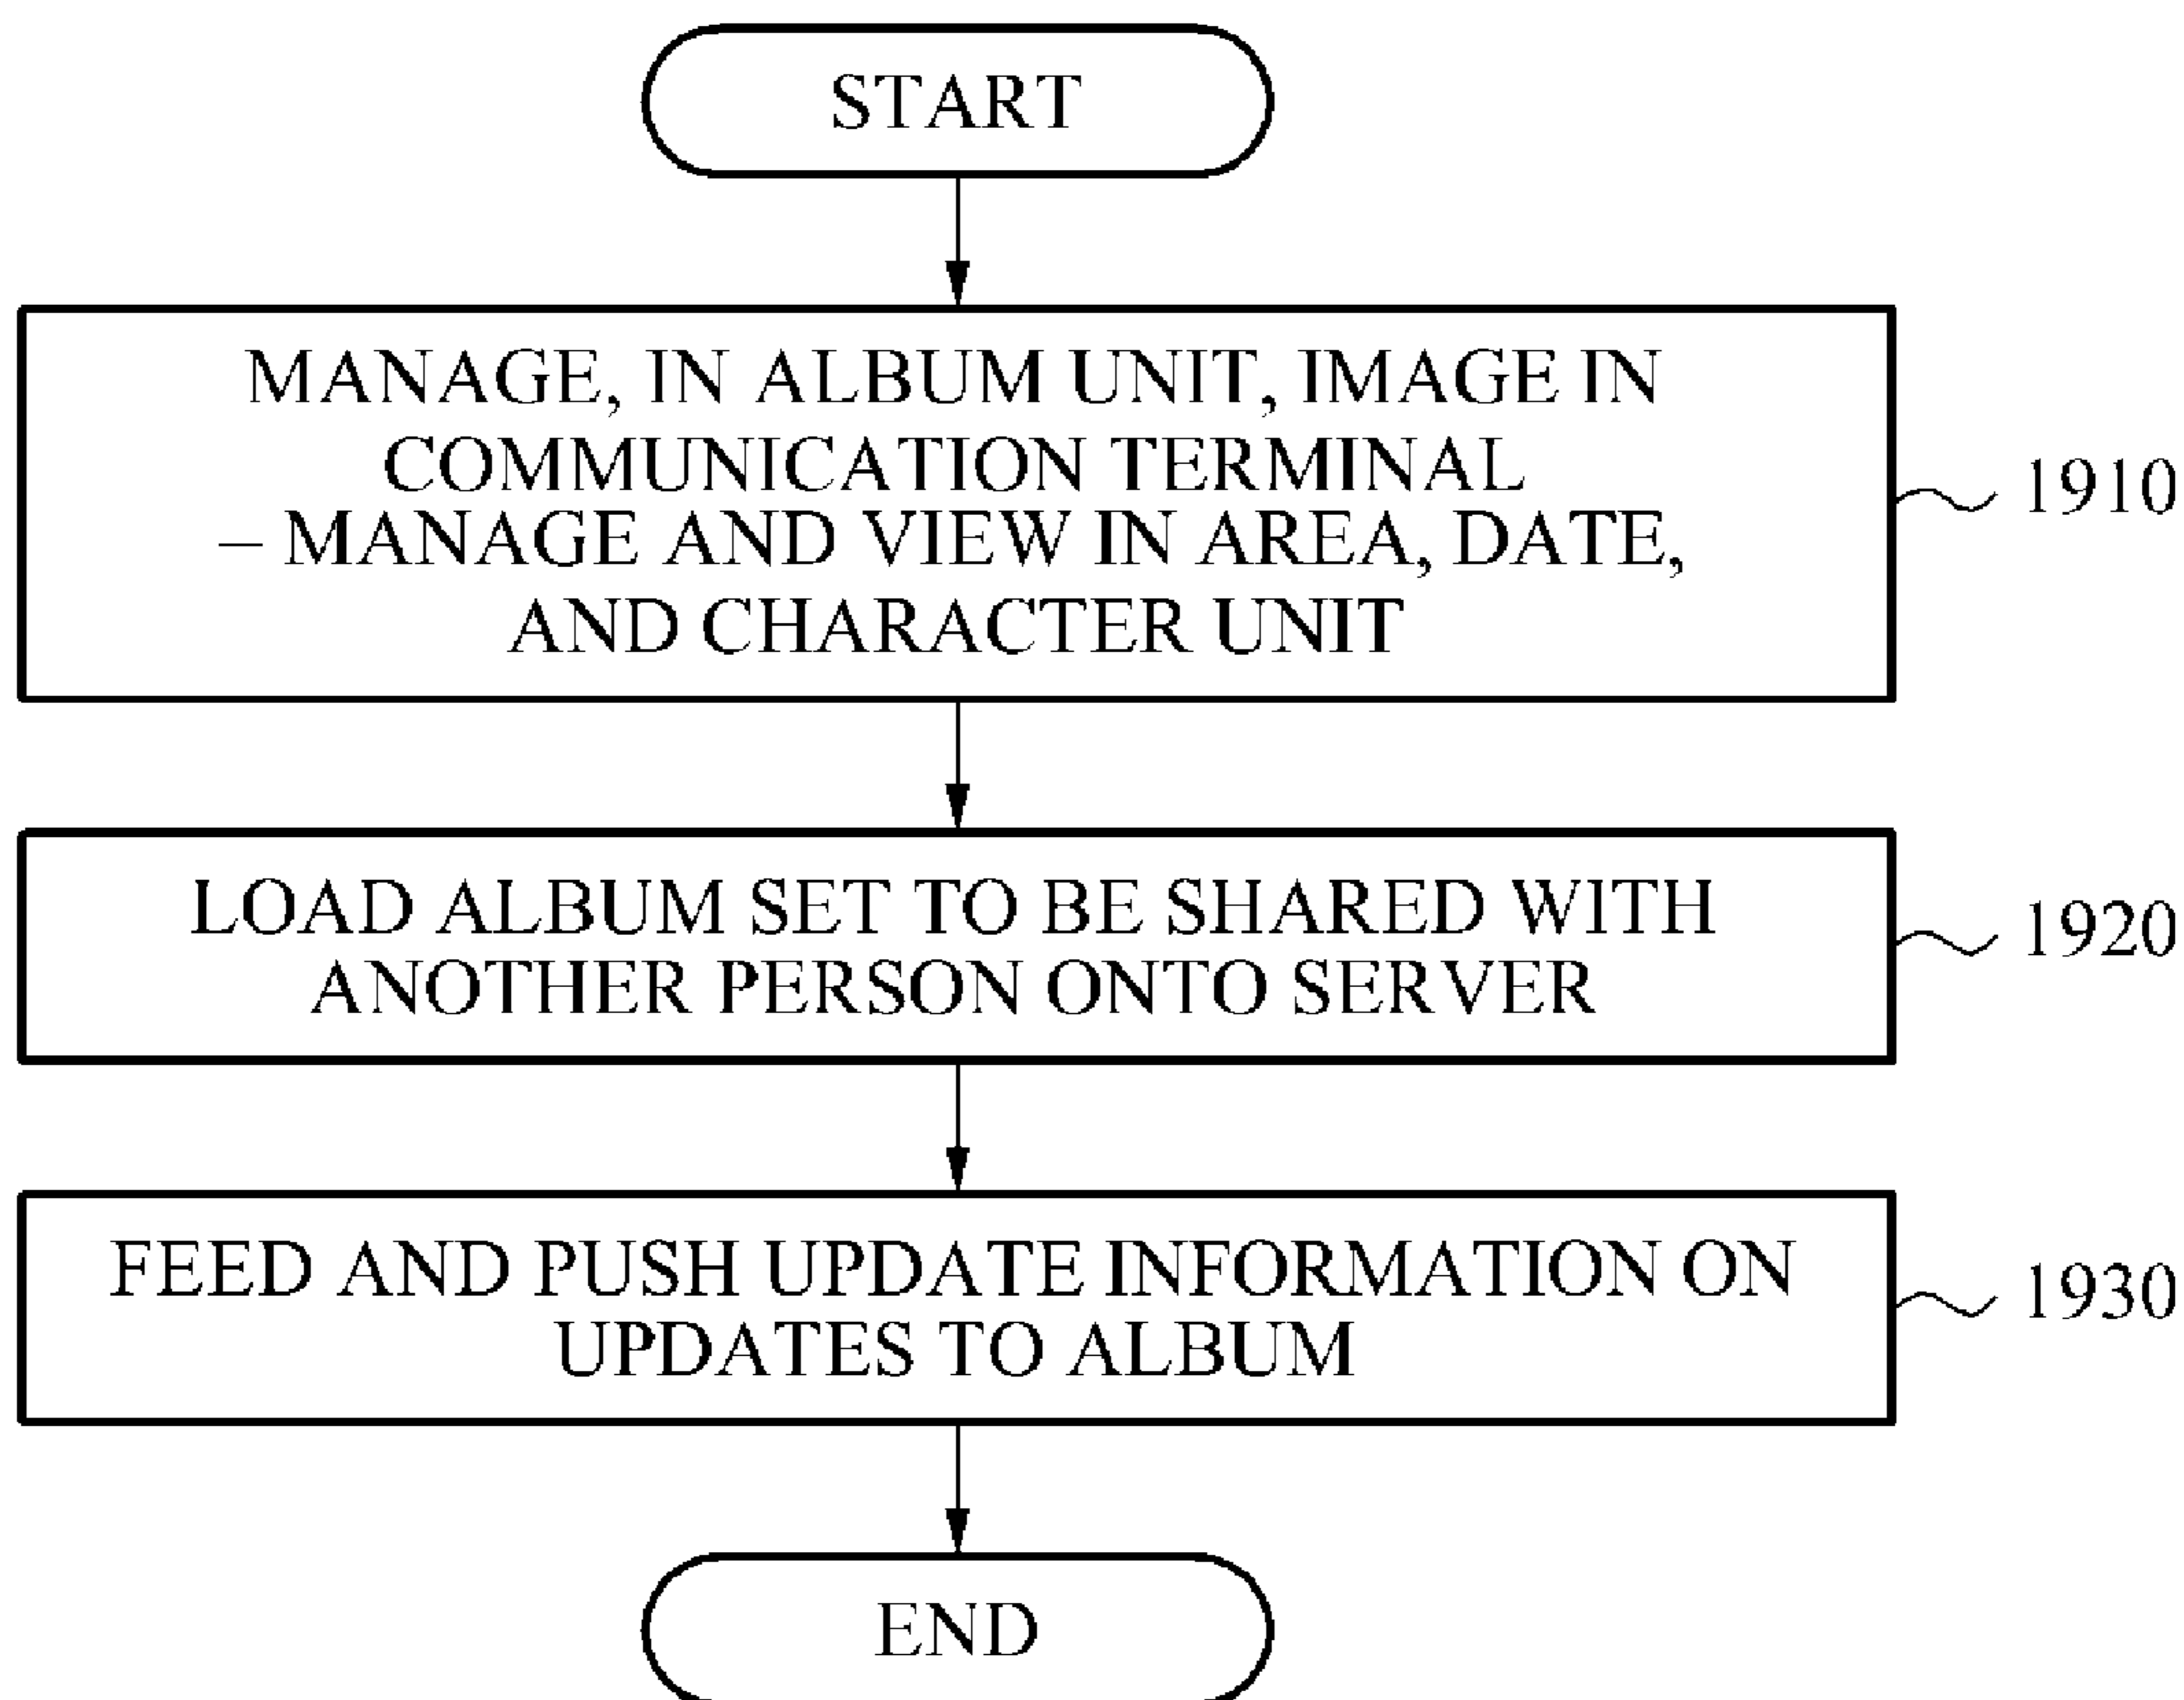 START
MANAGE, IN ALBUM UNIT, IMAGE IN
COMMUNICATION TERMINAL
– MANAGE AND VIEW IN AREA, DATE,
AND CHARACTER UNIT
1910
LOAD ALBUM SET TO BE SHARED WITH
ANOTHER PERSON ONTO SERVER
1920
FEED AND PUSH UPDATE INFORMATION ON
UPDATES TO ALBUM
1930
END